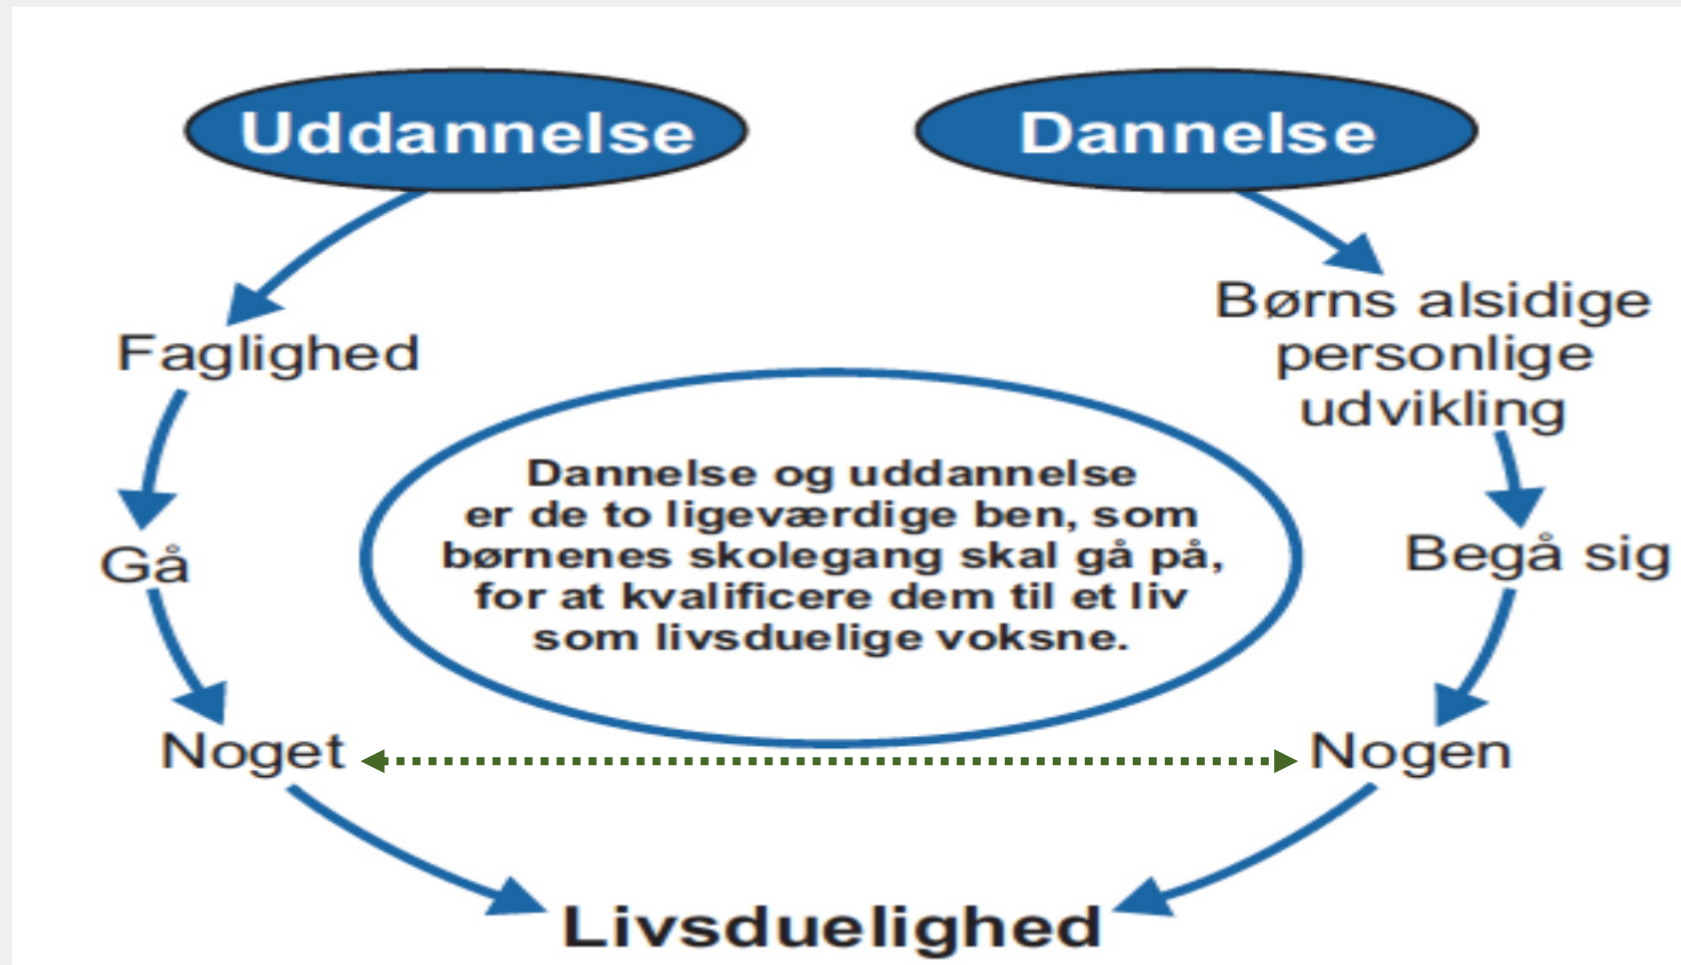 Uddannelse
Dannelse
Faglighed
Børns alsidige
personlige
udvikling
Dannelse og uddannelse
er de to ligeværdige ben, som
børnenes skolegang skal gå på,
for at kvalificere dem til et liv
som livsduelige voksne.
Gå
Begå sig
Noget
Nogen
Livsduelighed